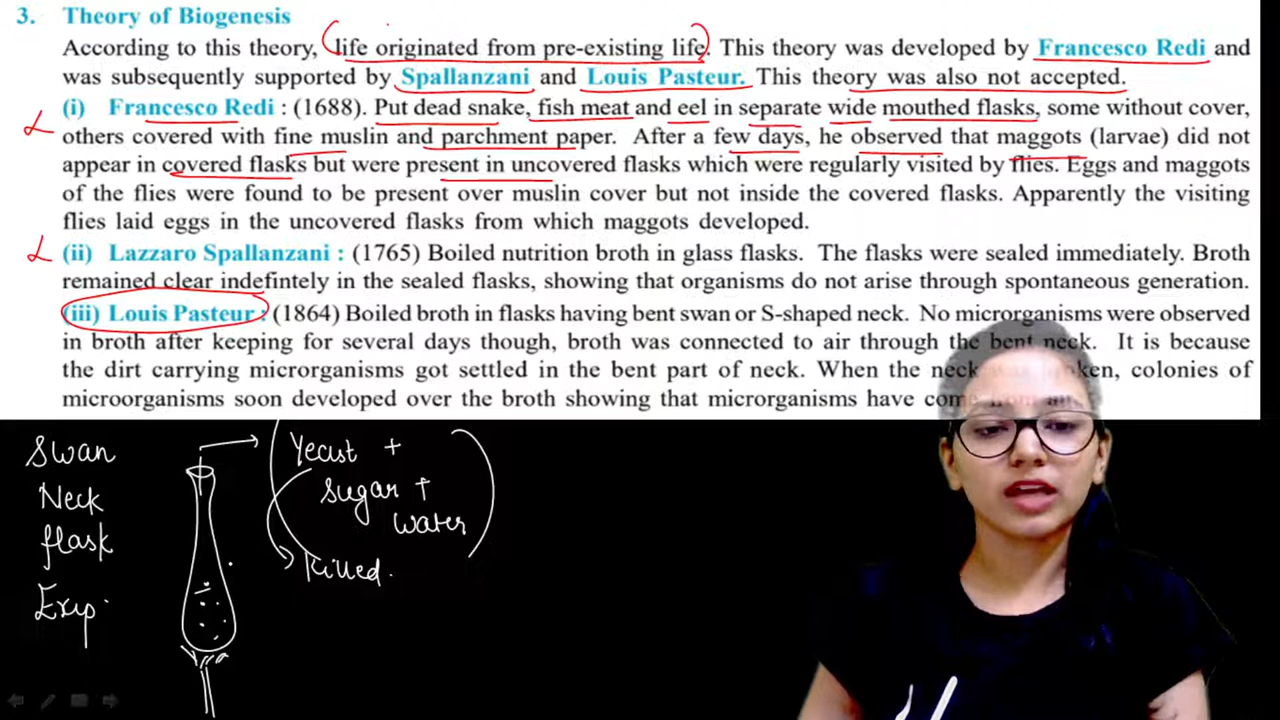 3. Theory of Biogenesis
According to this theory, life originated from pre-existing life. This theory was developed by Francesco Redi and
was subsequently supported by Spallanzani and Louis Pasteur. This theory was also not accepted.
(i) Francesco Redi : (1688). Put dead snake, fish meat and eel in separate wide mouthed flasks, some without cover,
others covered with fine muslin and parchment paper. After a few days, he observed that maggots (larvae) did not
appear in covered flasks but were present in uncovered flasks which were regularly visited by flies. Eggs and maggots
of the flies were found to be present over muslin cover but not inside the covered flasks. Apparently the visiting
flies laid eggs in the uncovered flasks from which maggots developed.
(ii) Lazzaro Spallanzani : (1765) Boiled nutrition broth in glass flasks. The flasks were sealed immediately. Broth
remained clear indefintely in the sealed flasks, showing that organisms do not arise through spontaneous generation.
(iii) Louis Pasteur : (1864) Boiled broth in flasks having bent swan or S-shaped neck. No microrganisms were observed
in broth after keeping for several days though, broth was connected to air through the bent neck. It is because
the dirt carrying microrganisms got settled in the bent part of neck. When the neck was broken, colonies of
microorganisms soon developed over the broth showing that microrganisms have come from
Swan
Neck
flask
Exp.
Yeast +
Sugar +
water
Killed.